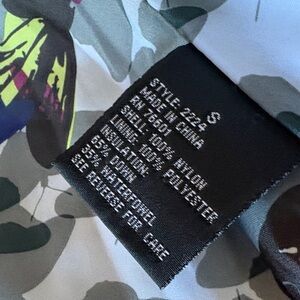 S
STYLE: 2224
MADE IN CHINA
RN 76601
SHELL: 100% NYLON
LINING: 100% POLYESTER
INSULATION:
65% DOWN
35% WATERFOWEL
SEE REVERSE FOR CARE